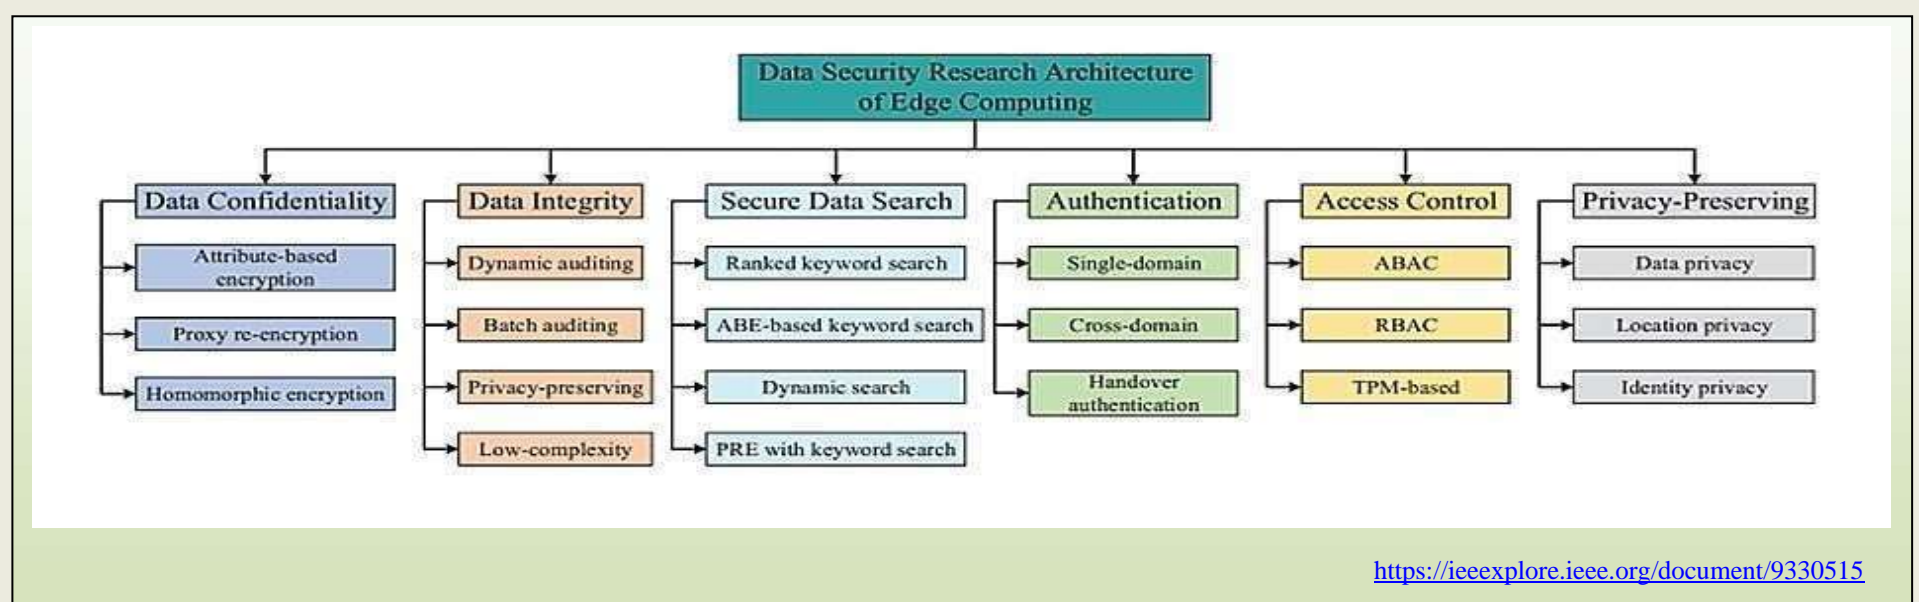 Data Security Research Architecture
of Edge Computing
Data Confidentiality
Attribute-based
encryption
Proxy re-encryption
Homomorphic encryption
Data Integrity
Dynamic auditing
Batch auditing
Privacy-preserving
Low-complexity
Secure Data Search
Ranked keyword search
ABE-based keyword search
Dynamic search
PRE with keyword search
Authentication
Single-domain
Cross-domain
Handover
authentication
Access Control
ABAC
RBAC
TPM-based
Privacy-Preserving
Data privacy
Location privacy
Identity privacy
https://ieeexplore.ieee.org/document/9330515